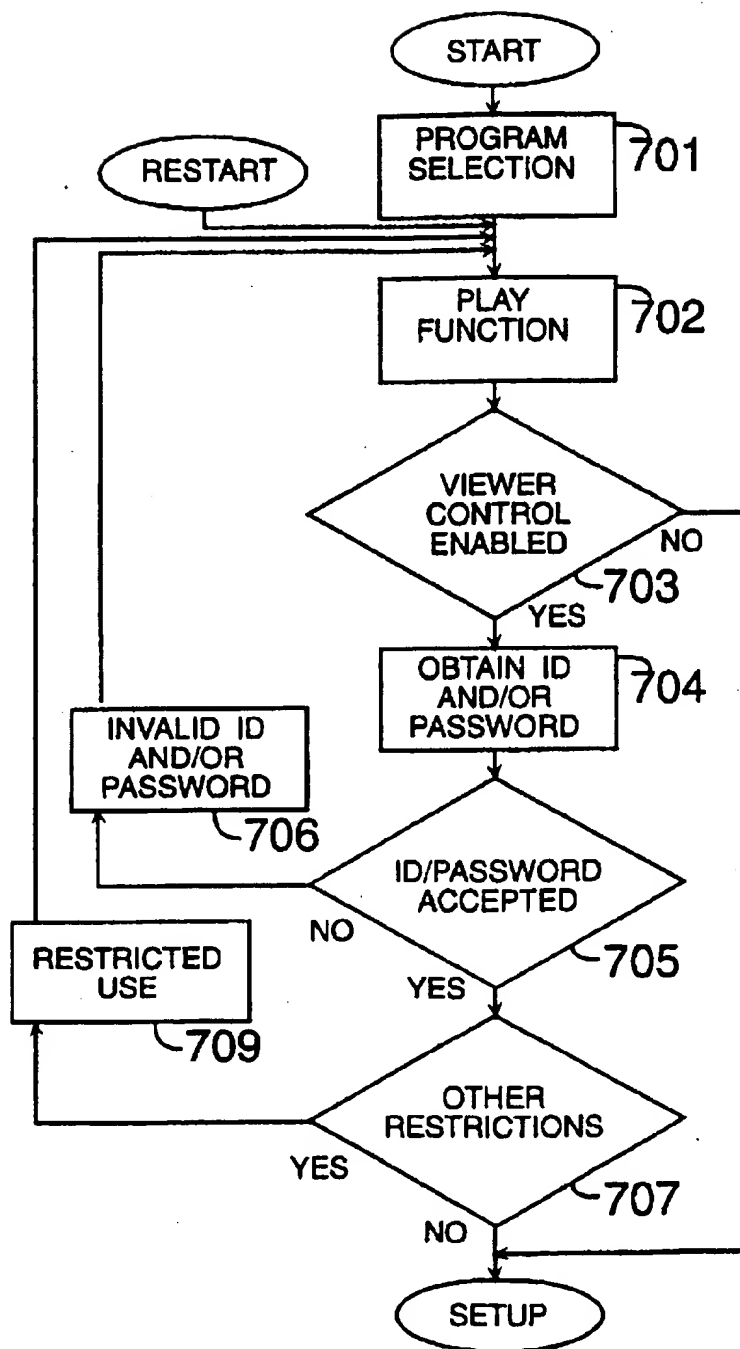 START
PROGRAM
SELECTION
701
RESTART
PLAY
FUNCTION
702
VIEWER
CONTROL
ENABLED
NO
703
YES
OBTAIN ID
AND/OR
PASSWORD
704
INVALID ID
AND/OR
PASSWORD
706
ID/PASSWORD
ACCEPTED
NO
705
YES
RESTRICTED
USE
709
OTHER
RESTRICTIONS
YES
707
NO
SETUP